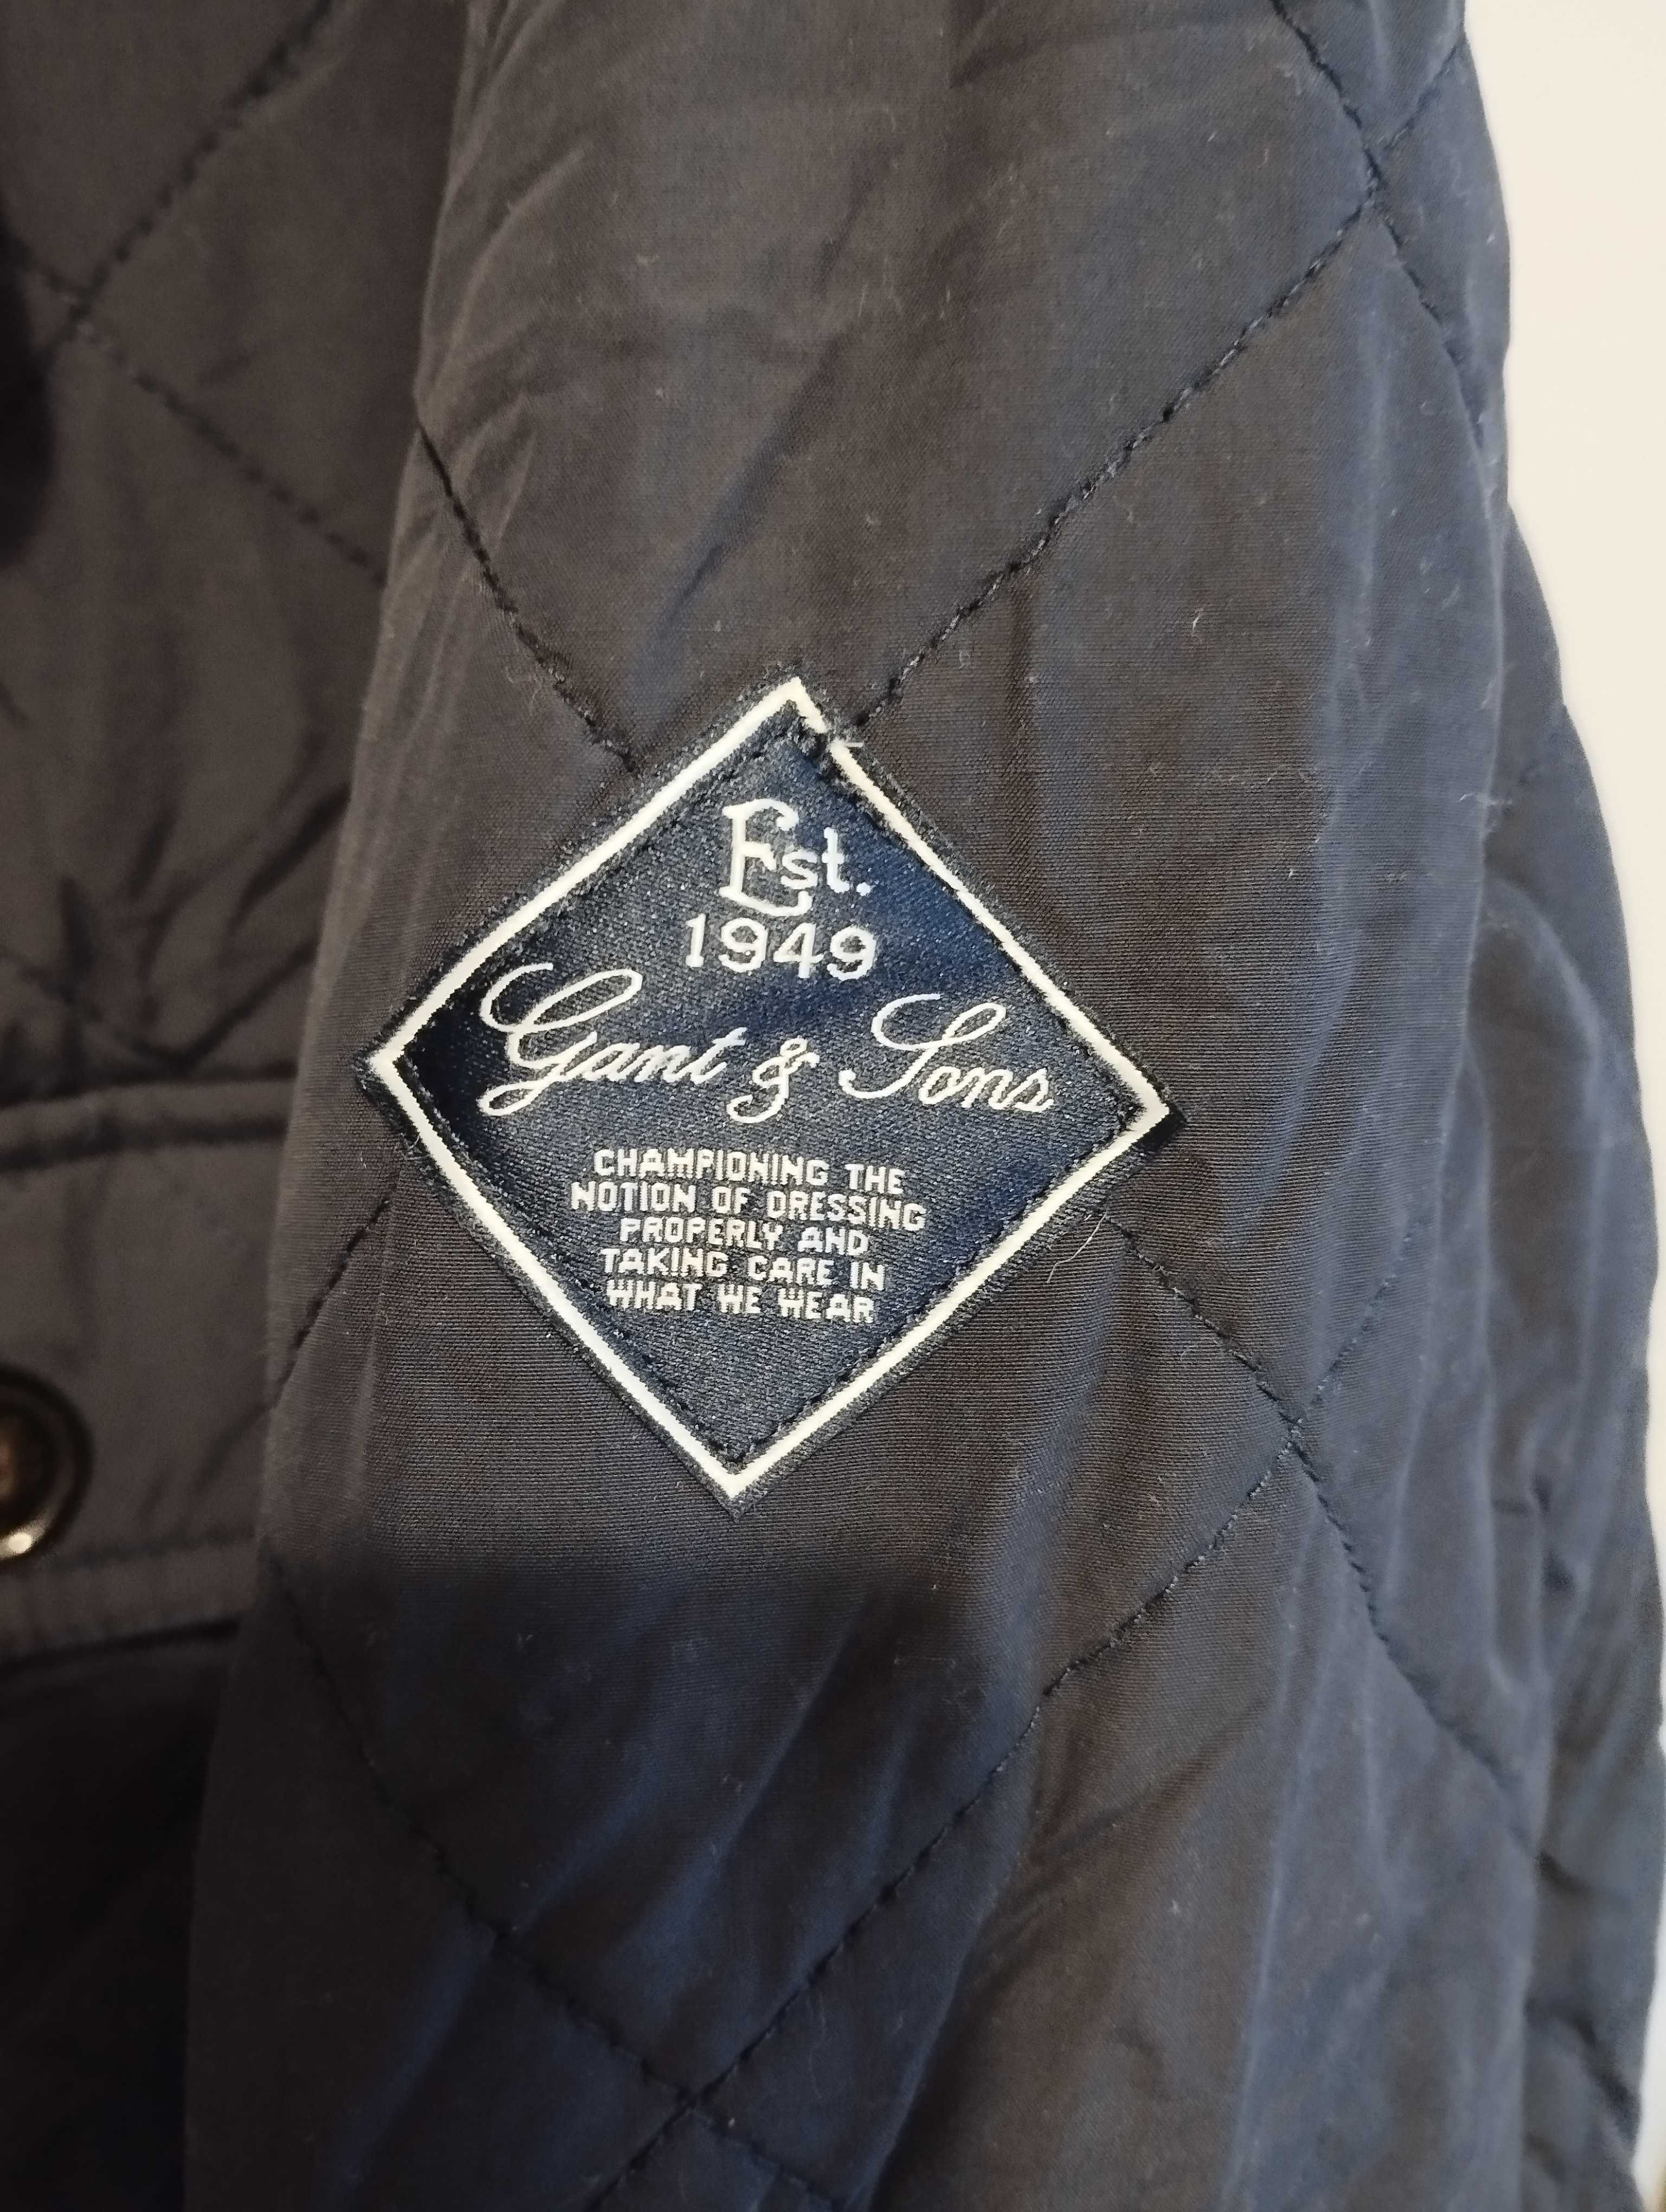 Est.
1949
Gant & Sons
CHAMPIONING THE
NOTION OF DRESSING
PROPERLY AND
TAKING CARE IN
WHAT WE WEAR